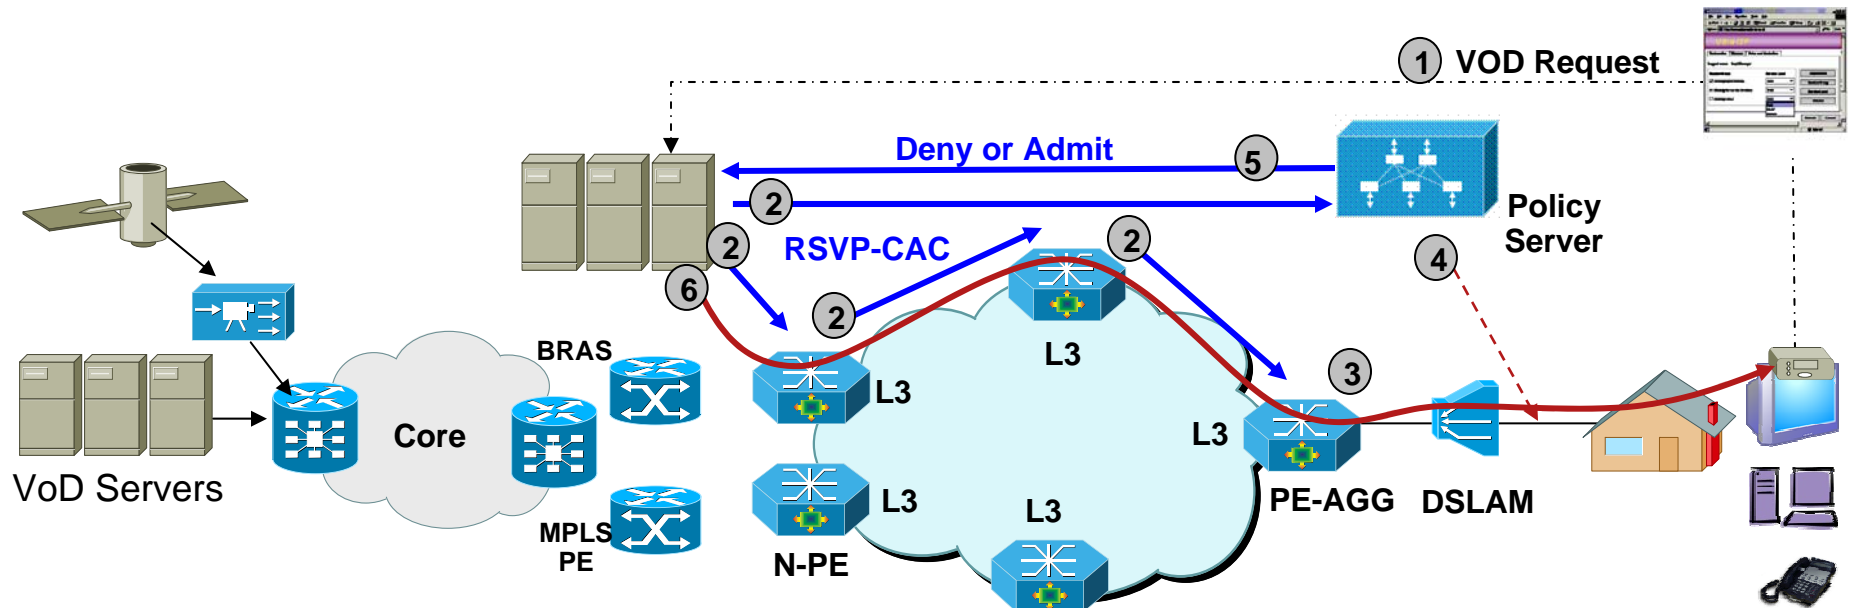 1 VOD Request
Deny or Admit
5
2
Policy
Server
RSVP-CAC
2
2
4
6
2
L3
BRAS
L3
3
Core
L3
VoD Servers
L3
PE-AGG
DSLAM
L3
MPLS
PE
N-PE